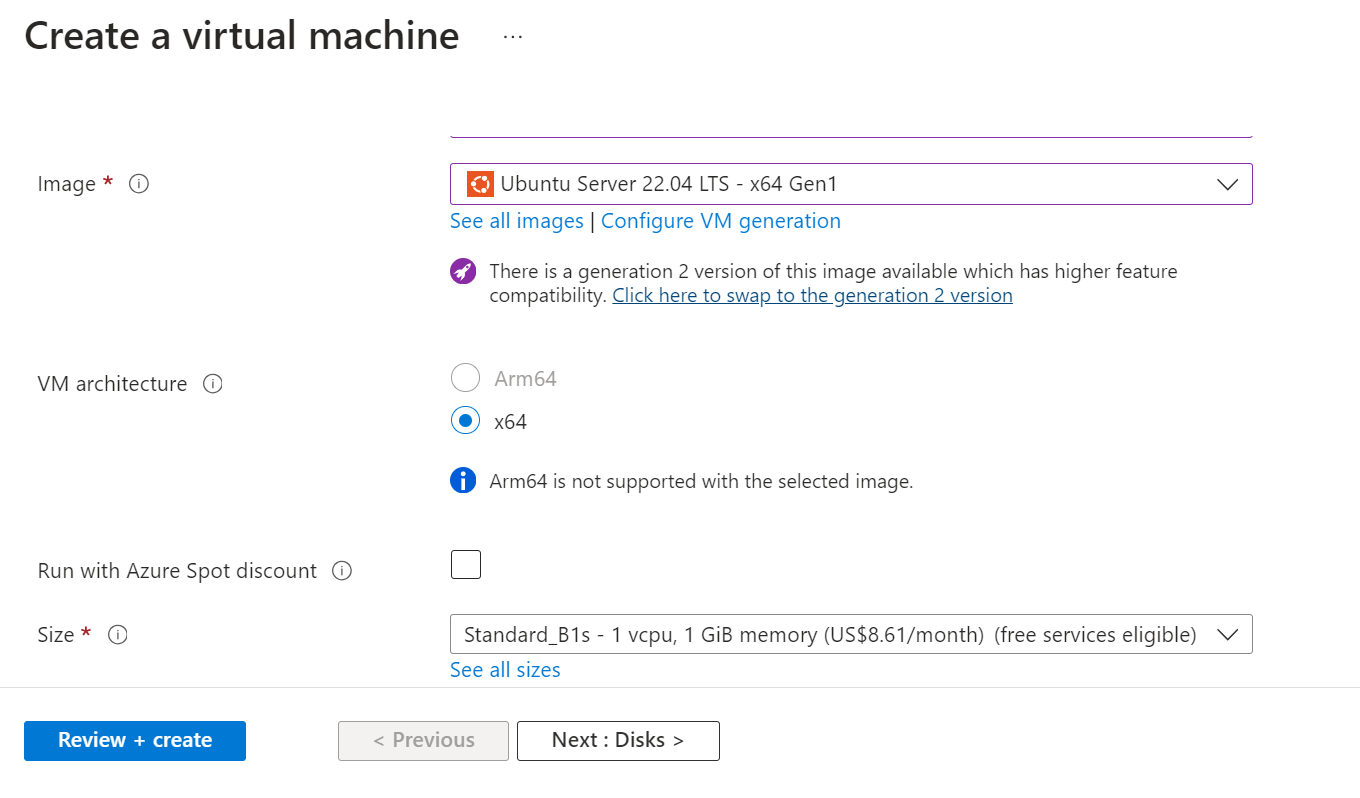 Create a virtual machine ...
Image *
Ubuntu Server 22.04 LTS - x64 Gen1
See all images | Configure VM generation
There is a generation 2 version of this image available which has higher feature
compatibility. Click here to swap to the generation 2 version
VM architecture
Arm64
x64
Arm64 is not supported with the selected image.
Run with Azure Spot discount
Size *
Standard_B1s - 1 vcpu, 1 GiB memory (US$8.61/month) (free services eligible)
See all sizes
Review + create
< Previous
Next : Disks >